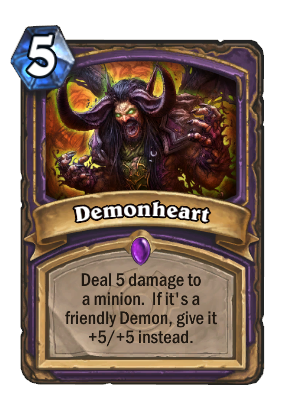 5
Demonheart
Deal 5 damage to
a minion. If it's a
friendly Demon, give it
+5/+5 instead.